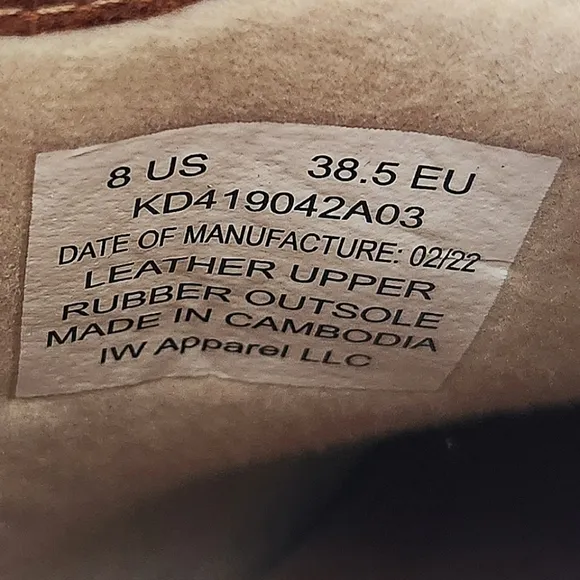 8 US 38.5 EU
KD419042A03
DATE OF MANUFACTURE: 02/22
LEATHER UPPER
RUBBER OUTSOLE
MADE IN CAMBODIA
IW Apparel LLC